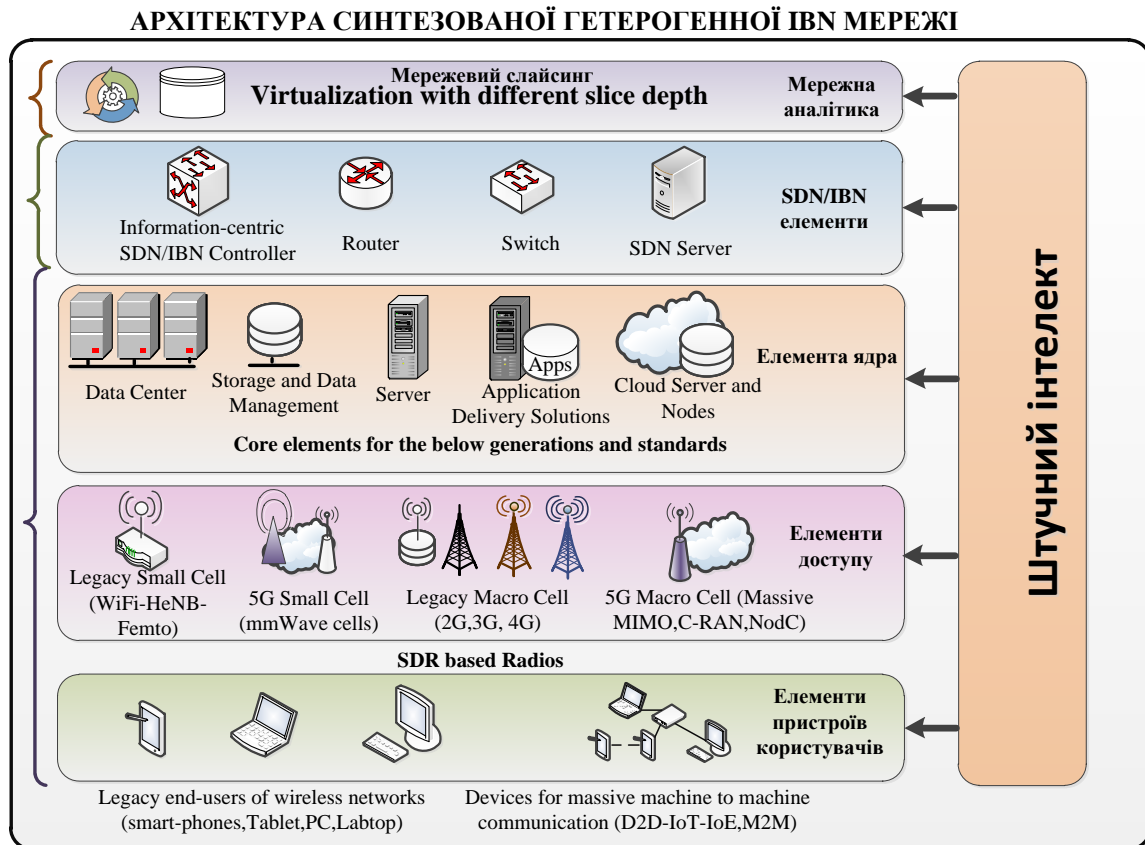 АРХІТЕКТУРА СИНТЕЗОВАНОЇ ГЕТЕРОГЕННОЇ IBN МЕРЕЖІ
Мережевий слайсинг
Virtualization with different slice depth
Мережна
аналітика
Information-centric
SDN/IBN Controller
Router
Switch
SDN Server
SDN/IBN
елементи
Data Center
Storage and Data
Management
Server
Apps
Application
Delivery Solutions
Cloud Server and
Nodes
Елемента ядра
Core elements for the below generations and standards
Legacy Small Cell
(WiFi-HeNB-
Femto)
5G Small Cell
(mmWave cells)
Legacy Macro Cell
(2G,3G, 4G)
5G Macro Cell (Massive
MIMO,C-RAN,NodC)
Елементи
доступу
SDR based Radios
Елементи
пристроїв
користувачів
Legacy end-users of wireless networks
(smart-phones,Tablet,PC,Labtop)
Devices for massive machine to machine
communication (D2D-IoT-IoE,M2M)
Штучний інтелект